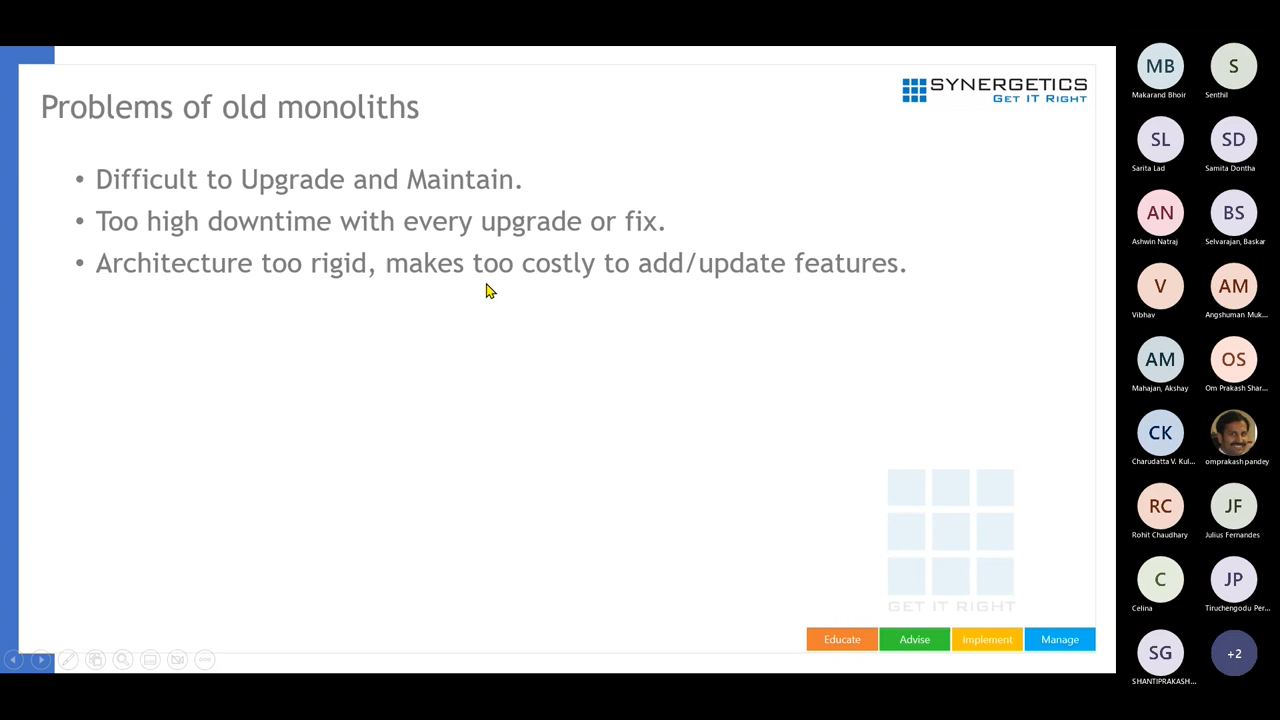 SYNERGETICS
GET IT RIGHT
Problems of old monoliths
• Difficult to Upgrade and Maintain.
• Too high downtime with every upgrade or fix.
• Architecture too rigid, makes too costly to add/update features.
GET IT RIGHT
Educate
Advise
Implement
Manage
MB
Makarand Bhoir
S
Senthil
SL
Sarita Lad
SD
Samita Dontha
AN
Ashwin Natraj
BS
Selvarajan, Baskar
V
Vibhav
AM
Angshuman Muk...
AM
Mahajan, Akshay
OS
Om Prakash Shar...
CK
Charudatta V. Kul...
omprakash pandey
RC
Rohit Chaudhary
JF
Julius Fernandes
C
Celina
JP
Tiruchengodu Per...
SG
SHANTIPRAKASH...
+2